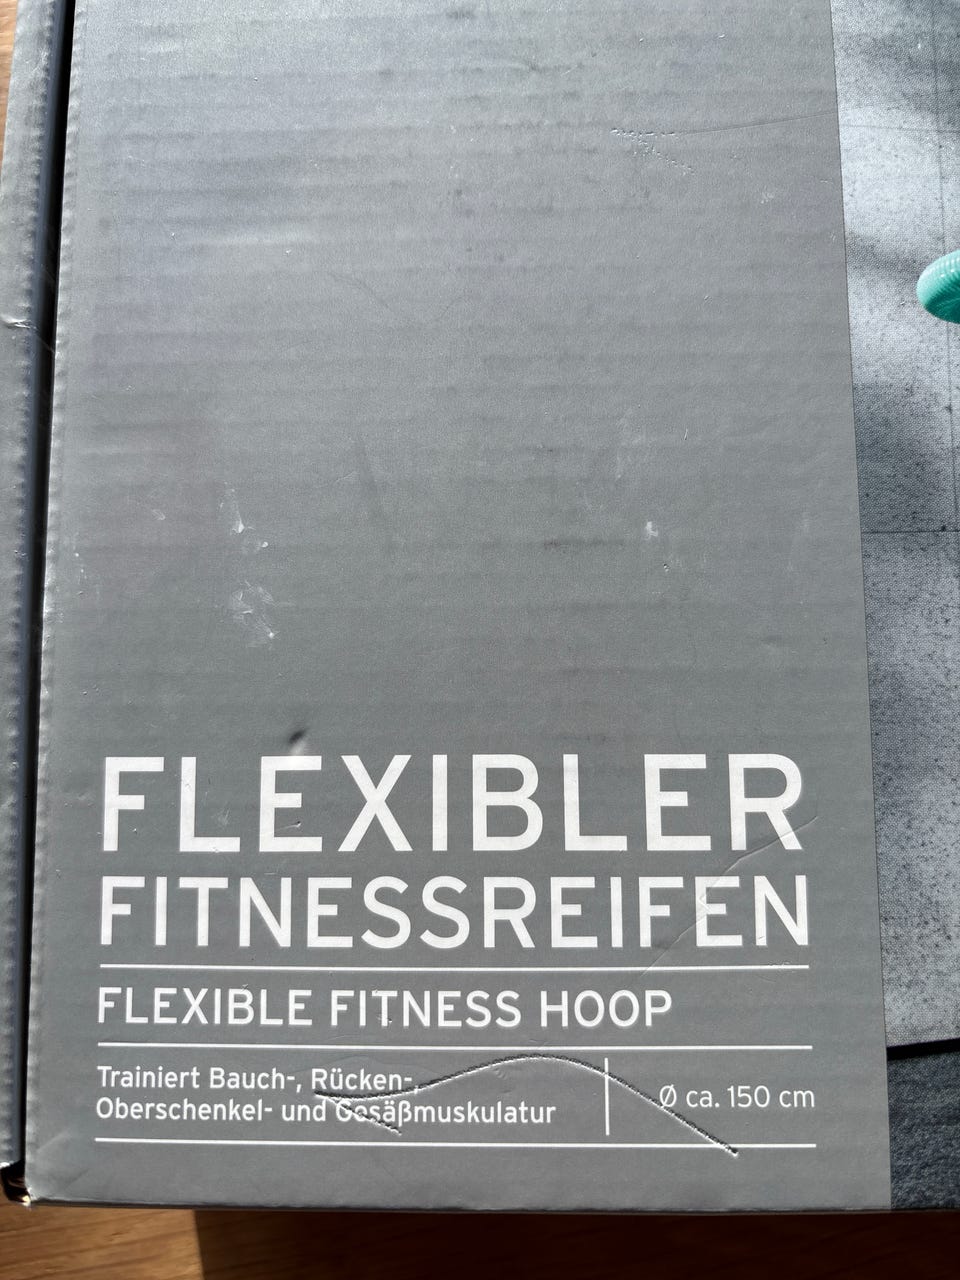 FLEXIBLER
FITNESSREIFEN
FLEXIBLE FITNESS HOOP
Trainiert Bauch-, Rücken-,
Oberschenkel- und Gesäßmuskulatur
Ø ca. 150 cm